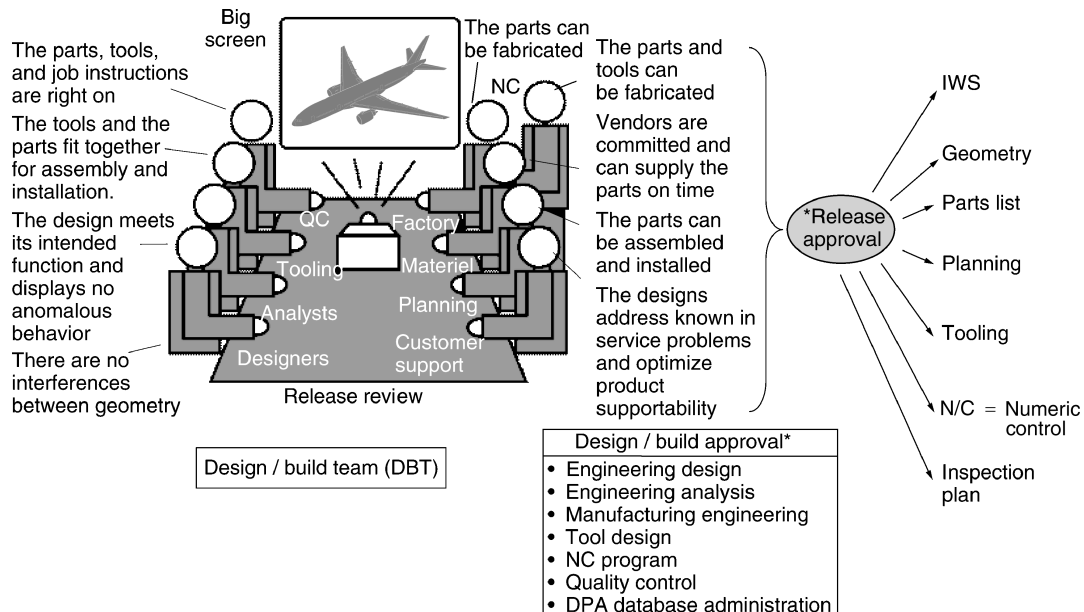 Big
screen
The parts, tools,
and job instructions
are right on
The tools and the
parts fit together
for assembly and
installation.
The design meets
its intended
function and
displays no
anomalous
behavior
There are no
interferences
between geometry
The parts can
be fabricated
NC
QC
Tooling
Analysts
Designers
Factory
Materiel
Planning
Customer
support
Release review
The parts and
tools can
be fabricated
Vendors are
committed and
can supply the
parts on time
The parts can
be assembled
and installed
The designs
address known in
service problems
and optimize
product
supportability
*Release
approval
IWS
Geometry
Parts list
Planning
Tooling
N/C = Numeric
control
Inspection
plan
Design / build team (DBT)
Design / build approval*
• Engineering design
• Engineering analysis
• Manufacturing engineering
• Tool design
• NC program
• Quality control
• DPA database administration